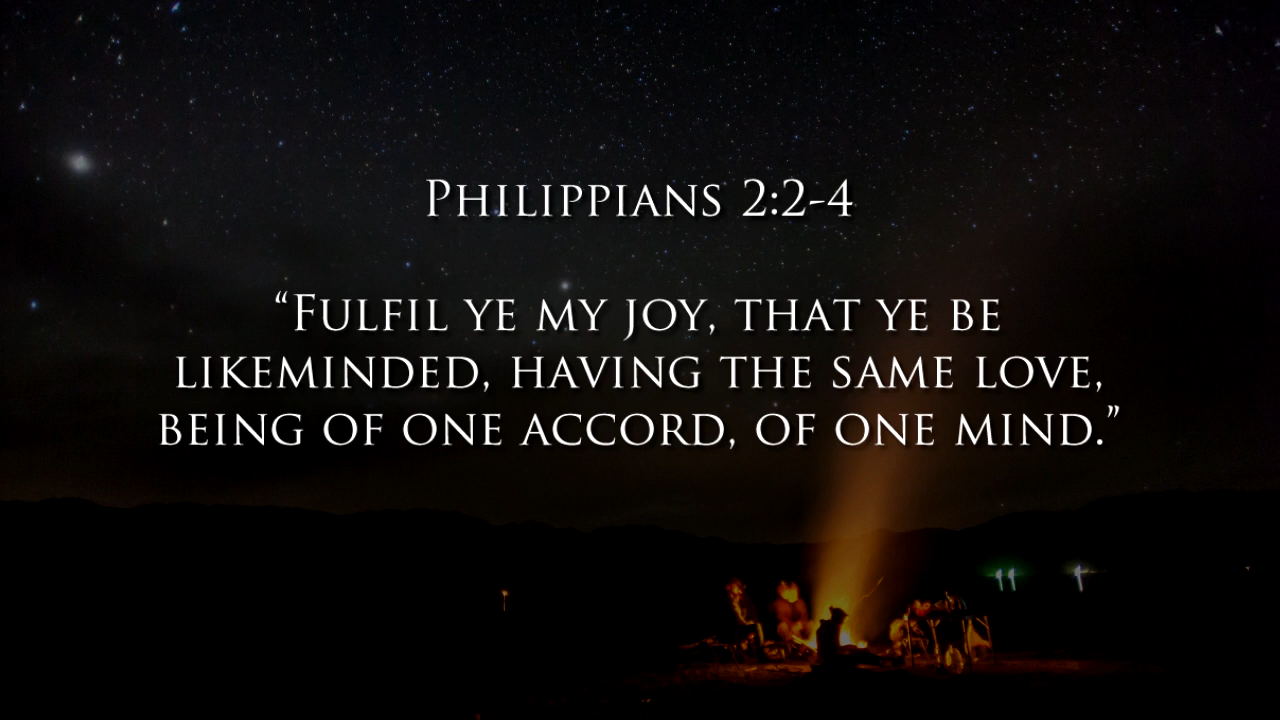 Philippians 2:2-4
“Fulfil ye my joy, that ye be
likeminded, having the same love,
being of one accord, of one mind.”